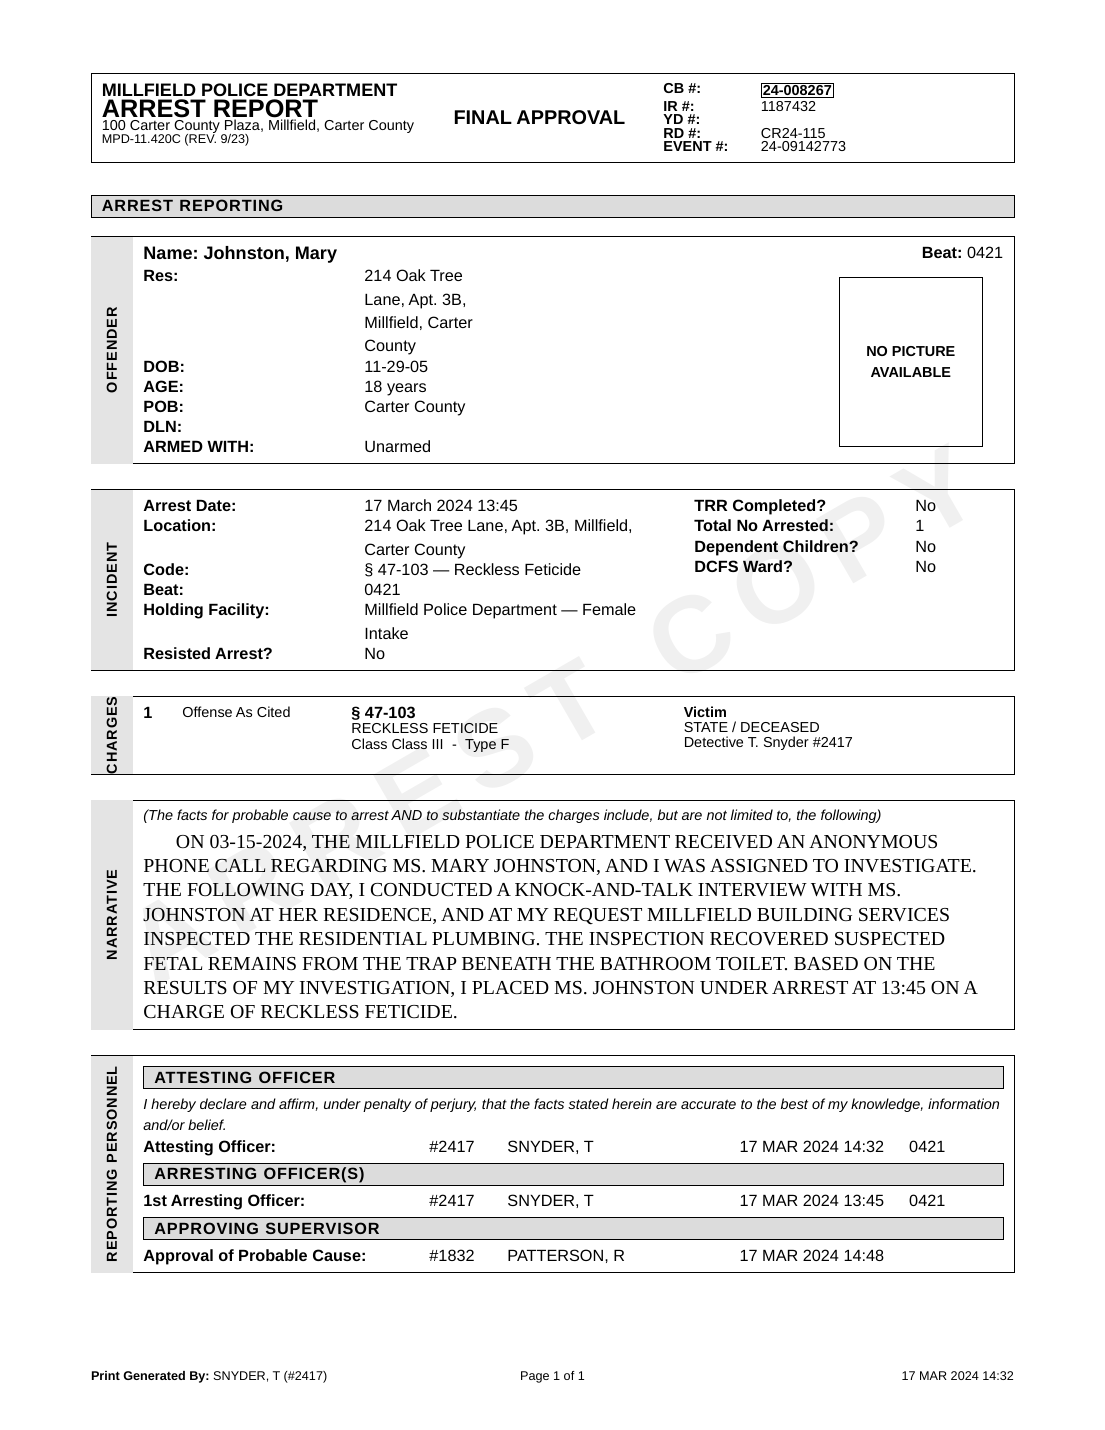 MILLFIELD POLICE DEPARTMENT
ARREST REPORT
100 Carter County Plaza, Millfield, Carter County
MPD-11.420C (REV. 9/23)
FINAL APPROVAL
CB #: 24-008267
IR #: 1187432
YD #:
RD #: CR24-115
EVENT #: 24-09142773
ARREST REPORTING
OFFENDER
Name: Johnston, Mary
Beat: 0421
Res: 214 Oak Tree
Lane, Apt. 3B,
Millfield, Carter
County
DOB: 11-29-05
AGE: 18 years
POB: Carter County
DLN:
ARMED WITH: Unarmed
NO PICTURE
AVAILABLE
INCIDENT
Arrest Date: 17 March 2024 13:45
Location: 214 Oak Tree Lane, Apt. 3B, Millfield,
Carter County
Code: § 47-103 — Reckless Feticide
Beat: 0421
Holding Facility: Millfield Police Department — Female
Intake
Resisted Arrest? No
TRR Completed? No
Total No Arrested: 1
Dependent Children? No
DCFS Ward? No
CHARGES
1 Offense As Cited
§ 47-103
RECKLESS FETICIDE
Class Class III - Type F
Victim
STATE / DECEASED
Detective T. Snyder #2417
NARRATIVE
(The facts for probable cause to arrest AND to substantiate the charges include, but are not limited to, the following)
ON 03-15-2024, THE MILLFIELD POLICE DEPARTMENT RECEIVED AN ANONYMOUS
PHONE CALL REGARDING MS. MARY JOHNSTON, AND I WAS ASSIGNED TO INVESTIGATE.
THE FOLLOWING DAY, I CONDUCTED A KNOCK-AND-TALK INTERVIEW WITH MS.
JOHNSTON AT HER RESIDENCE, AND AT MY REQUEST MILLFIELD BUILDING SERVICES
INSPECTED THE RESIDENTIAL PLUMBING. THE INSPECTION RECOVERED SUSPECTED
FETAL REMAINS FROM THE TRAP BENEATH THE BATHROOM TOILET. BASED ON THE
RESULTS OF MY INVESTIGATION, I PLACED MS. JOHNSTON UNDER ARREST AT 13:45 ON A
CHARGE OF RECKLESS FETICIDE.
REPORTING PERSONNEL
ATTESTING OFFICER
I hereby declare and affirm, under penalty of perjury, that the facts stated herein are accurate to the best of my knowledge, information
and/or belief.
Attesting Officer: #2417 SNYDER, T 17 MAR 2024 14:32 0421
ARRESTING OFFICER(S)
1st Arresting Officer: #2417 SNYDER, T 17 MAR 2024 13:45 0421
APPROVING SUPERVISOR
Approval of Probable Cause: #1832 PATTERSON, R 17 MAR 2024 14:48
ARREST COPY
Print Generated By: SNYDER, T (#2417) Page 1 of 1 17 MAR 2024 14:32